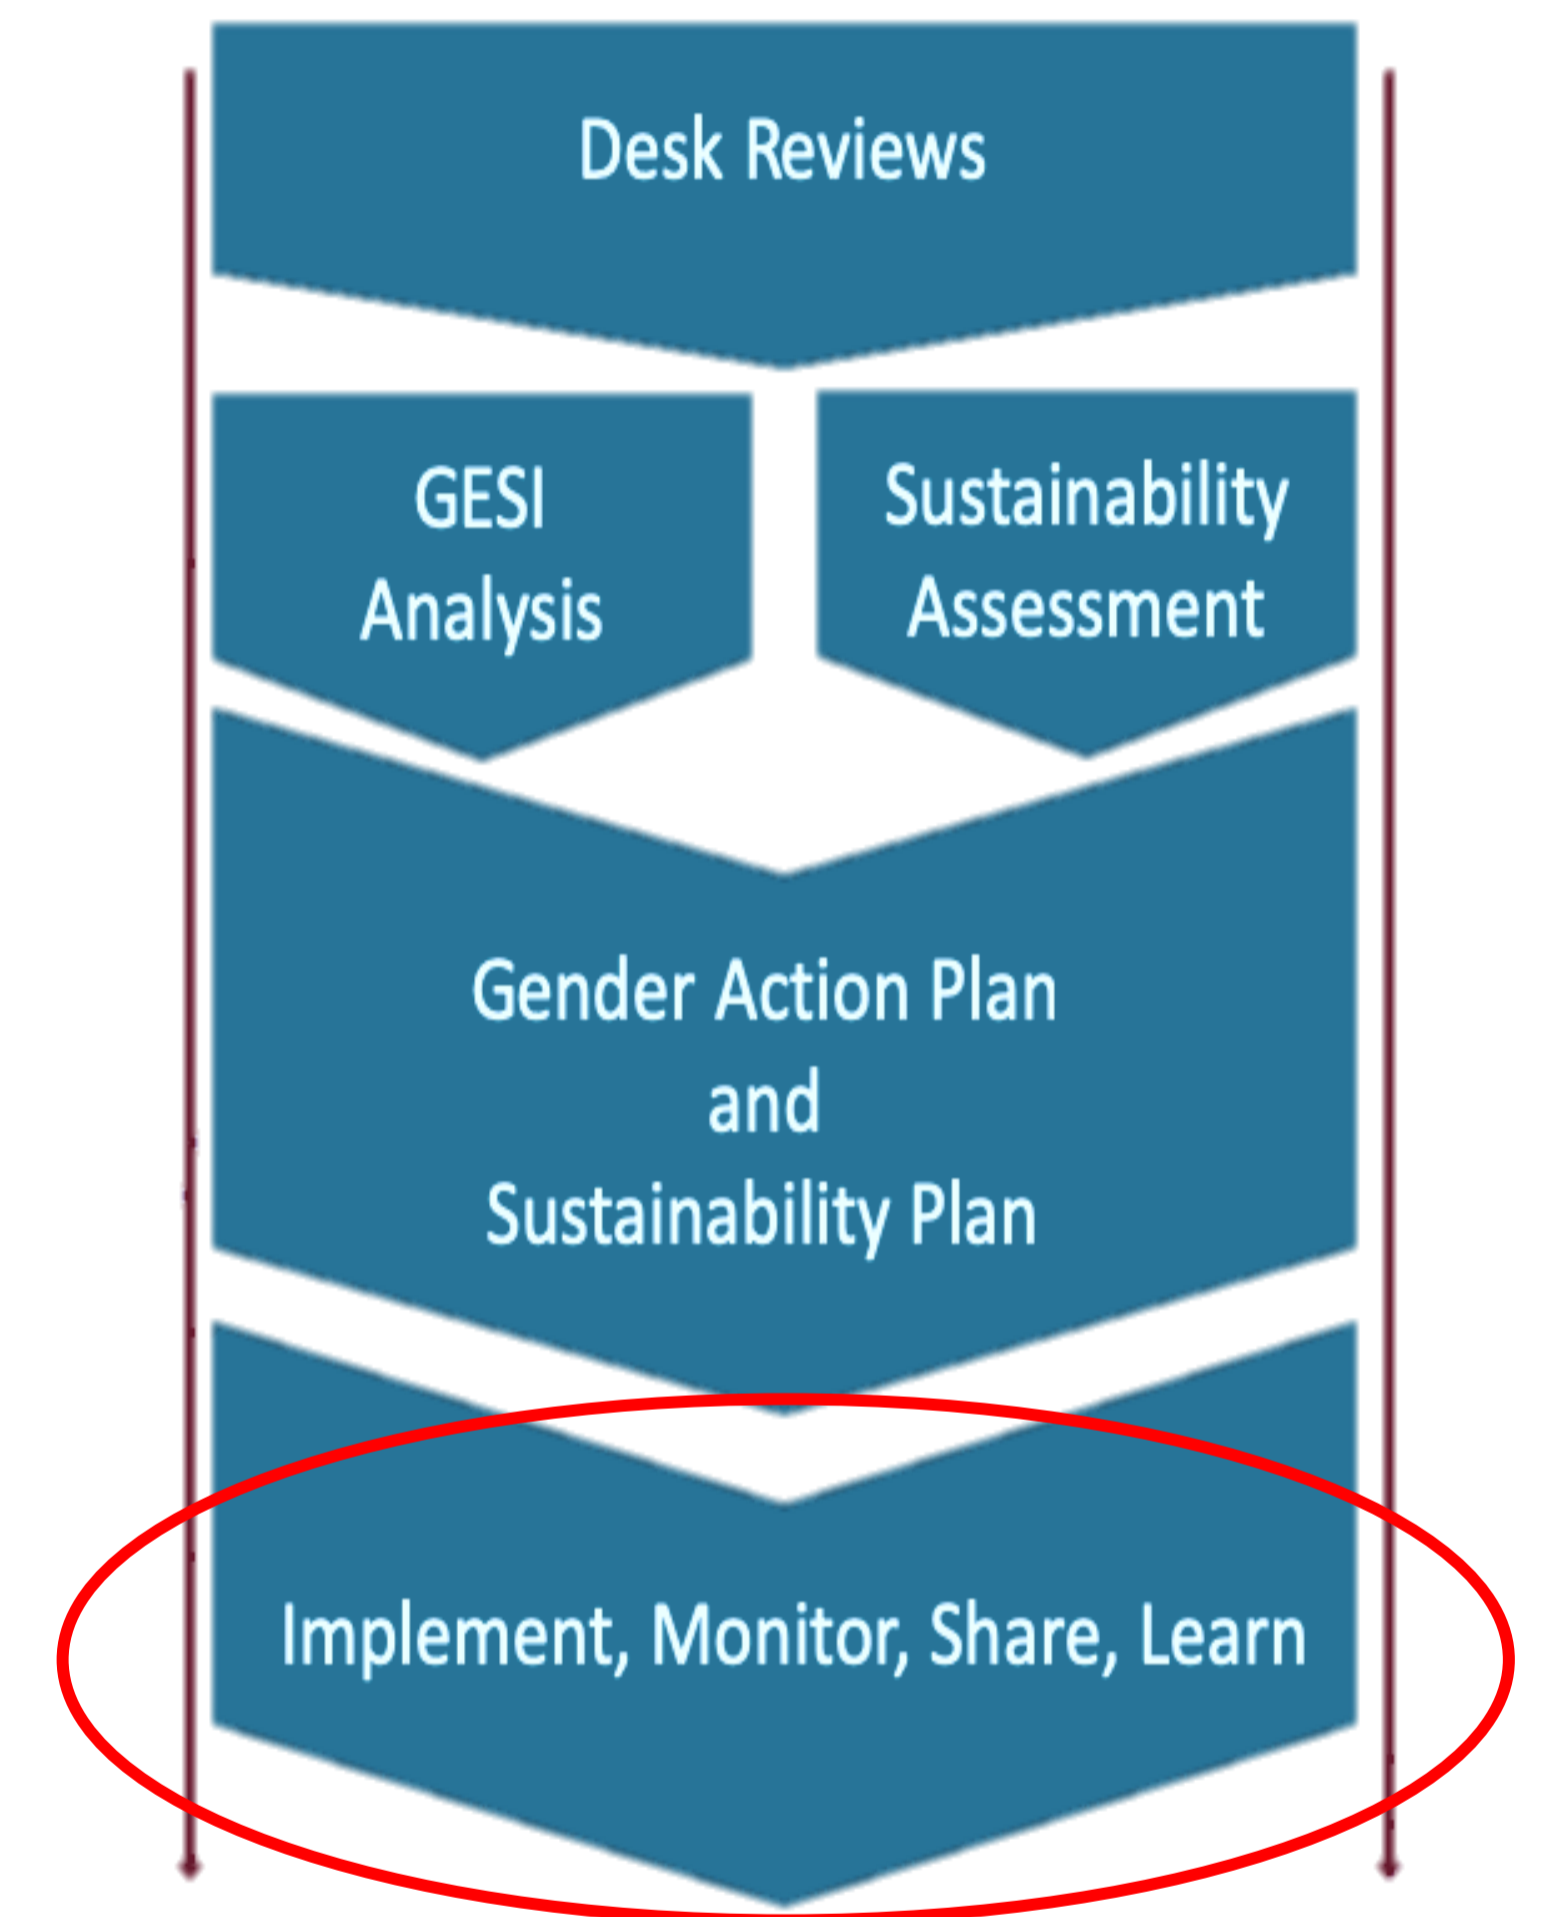 Desk Reviews
GESI
Analysis
Sustainability
Assessment
Gender Action Plan
and
Sustainability Plan
Implement, Monitor, Share, Learn